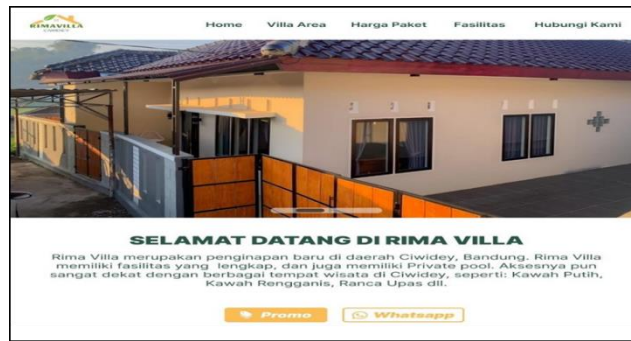 RIMAVILLA
CIWIDEY
Home Villa Area Harga Paket Fasilitas Hubungi Kami
SELAMAT DATANG DI RIMA VILLA
Rima Villa merupakan penginapan baru di daerah Ciwidey, Bandung. Rima Villa
memiliki fasilitas yang lengkap, dan juga memiliki Private pool. Aksesnya pun
sangat dekat dengan berbagai tempat wisata di Ciwidey, seperti: Kawah Putih,
Kawah Rengganis, Ranca Upas dll.
Promo Whatsapp